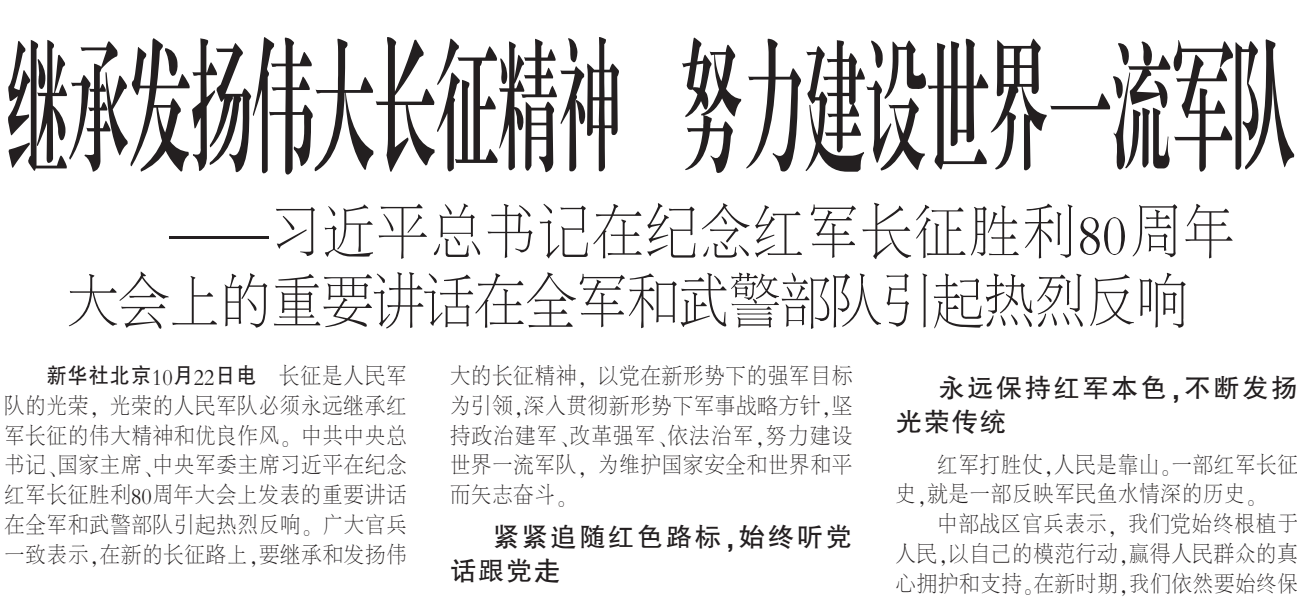 继承发扬伟大长征精神 努力建设世界一流军队
——习近平总书记在纪念红军长征胜利80周年
大会上的重要讲话在全军和武警部队引起热烈反响
新华社北京10月22日电 长征是人民军
队的光荣，光荣的人民军队必须永远继承红
军长征的伟大精神和优良作风。中共中央总
书记、国家主席、中央军委主席习近平在纪念
红军长征胜利80周年大会上发表的重要讲话
在全军和武警部队引起热烈反响。广大官兵
一致表示,在新的长征路上,要继承和发扬伟
大的长征精神，以党在新形势下的强军目标
为引领,深入贯彻新形势下军事战略方针,坚
持政治建军、改革强军、依法治军,努力建设
世界一流军队，为维护国家安全和世界和平
而矢志奋斗。
紧紧追随红色路标,始终听党
话跟党走
永远保持红军本色,不断发扬
光荣传统
红军打胜仗,人民是靠山。一部红军长征
史,就是一部反映军民鱼水情深的历史。
中部战区官兵表示，我们党始终根植于
人民,以自己的模范行动,赢得人民群众的真
心拥护和支持。在新时期,我们依然要始终保